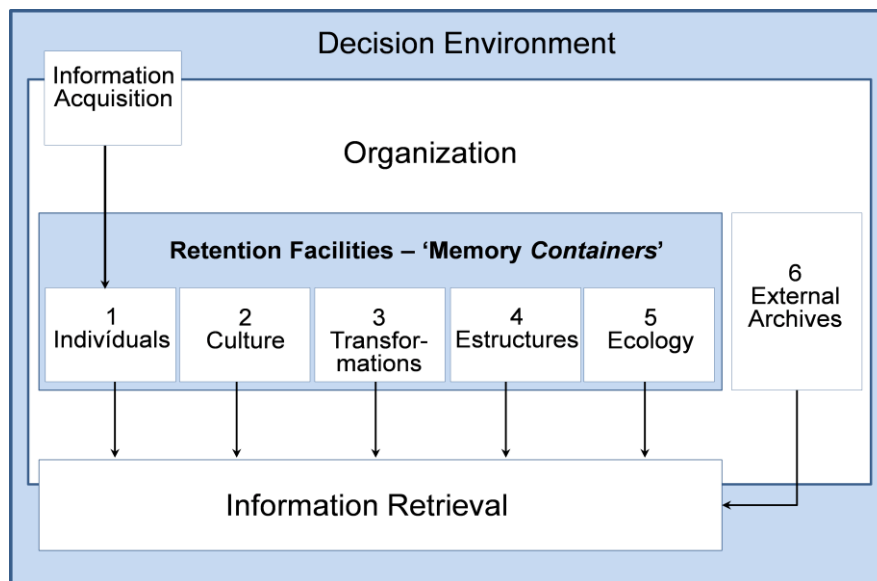 Decision Environment
Information
Acquisition
Organization
Retention Facilities – ‘Memory Containers’
1
Indivíduals
2
Culture
3
Transfor-
mations
4
Estructures
5
Ecology
6
External
Archives
Information Retrieval